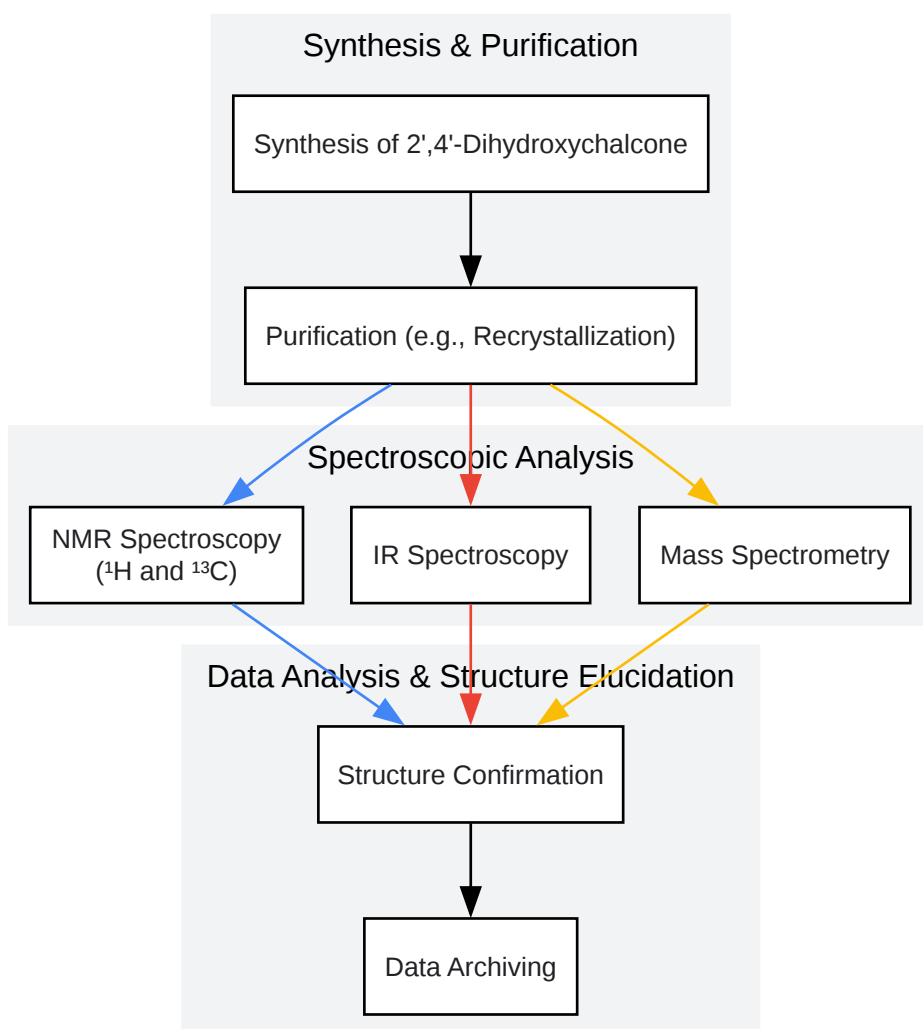 Synthesis & Purification
Synthesis of 2',4'-Dihydroxychalcone
Purification (e.g., Recrystallization)
Spectroscopic Analysis
NMR Spectroscopy
(¹H and ¹³C)
IR Spectroscopy
Mass Spectrometry
Data Analysis & Structure Elucidation
Structure Confirmation
Data Archiving